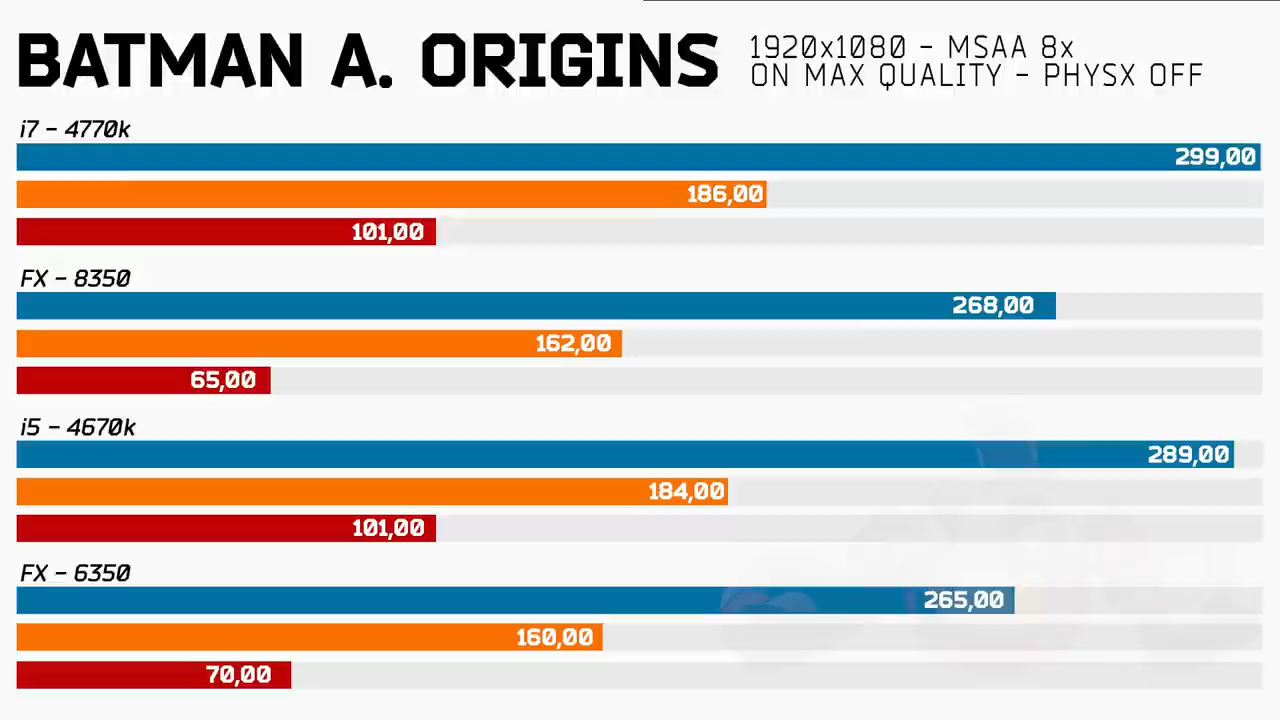 BATMAN A. ORIGINS
1920x1080 - MSAA 8x
ON MAX QUALITY - PHYSX OFF
i7 - 4770k
299,00
186,00
101,00
FX - 8350
268,00
162,00
65,00
i5 - 4670k
289,00
184,00
101,00
FX - 6350
265,00
160,00
70,00